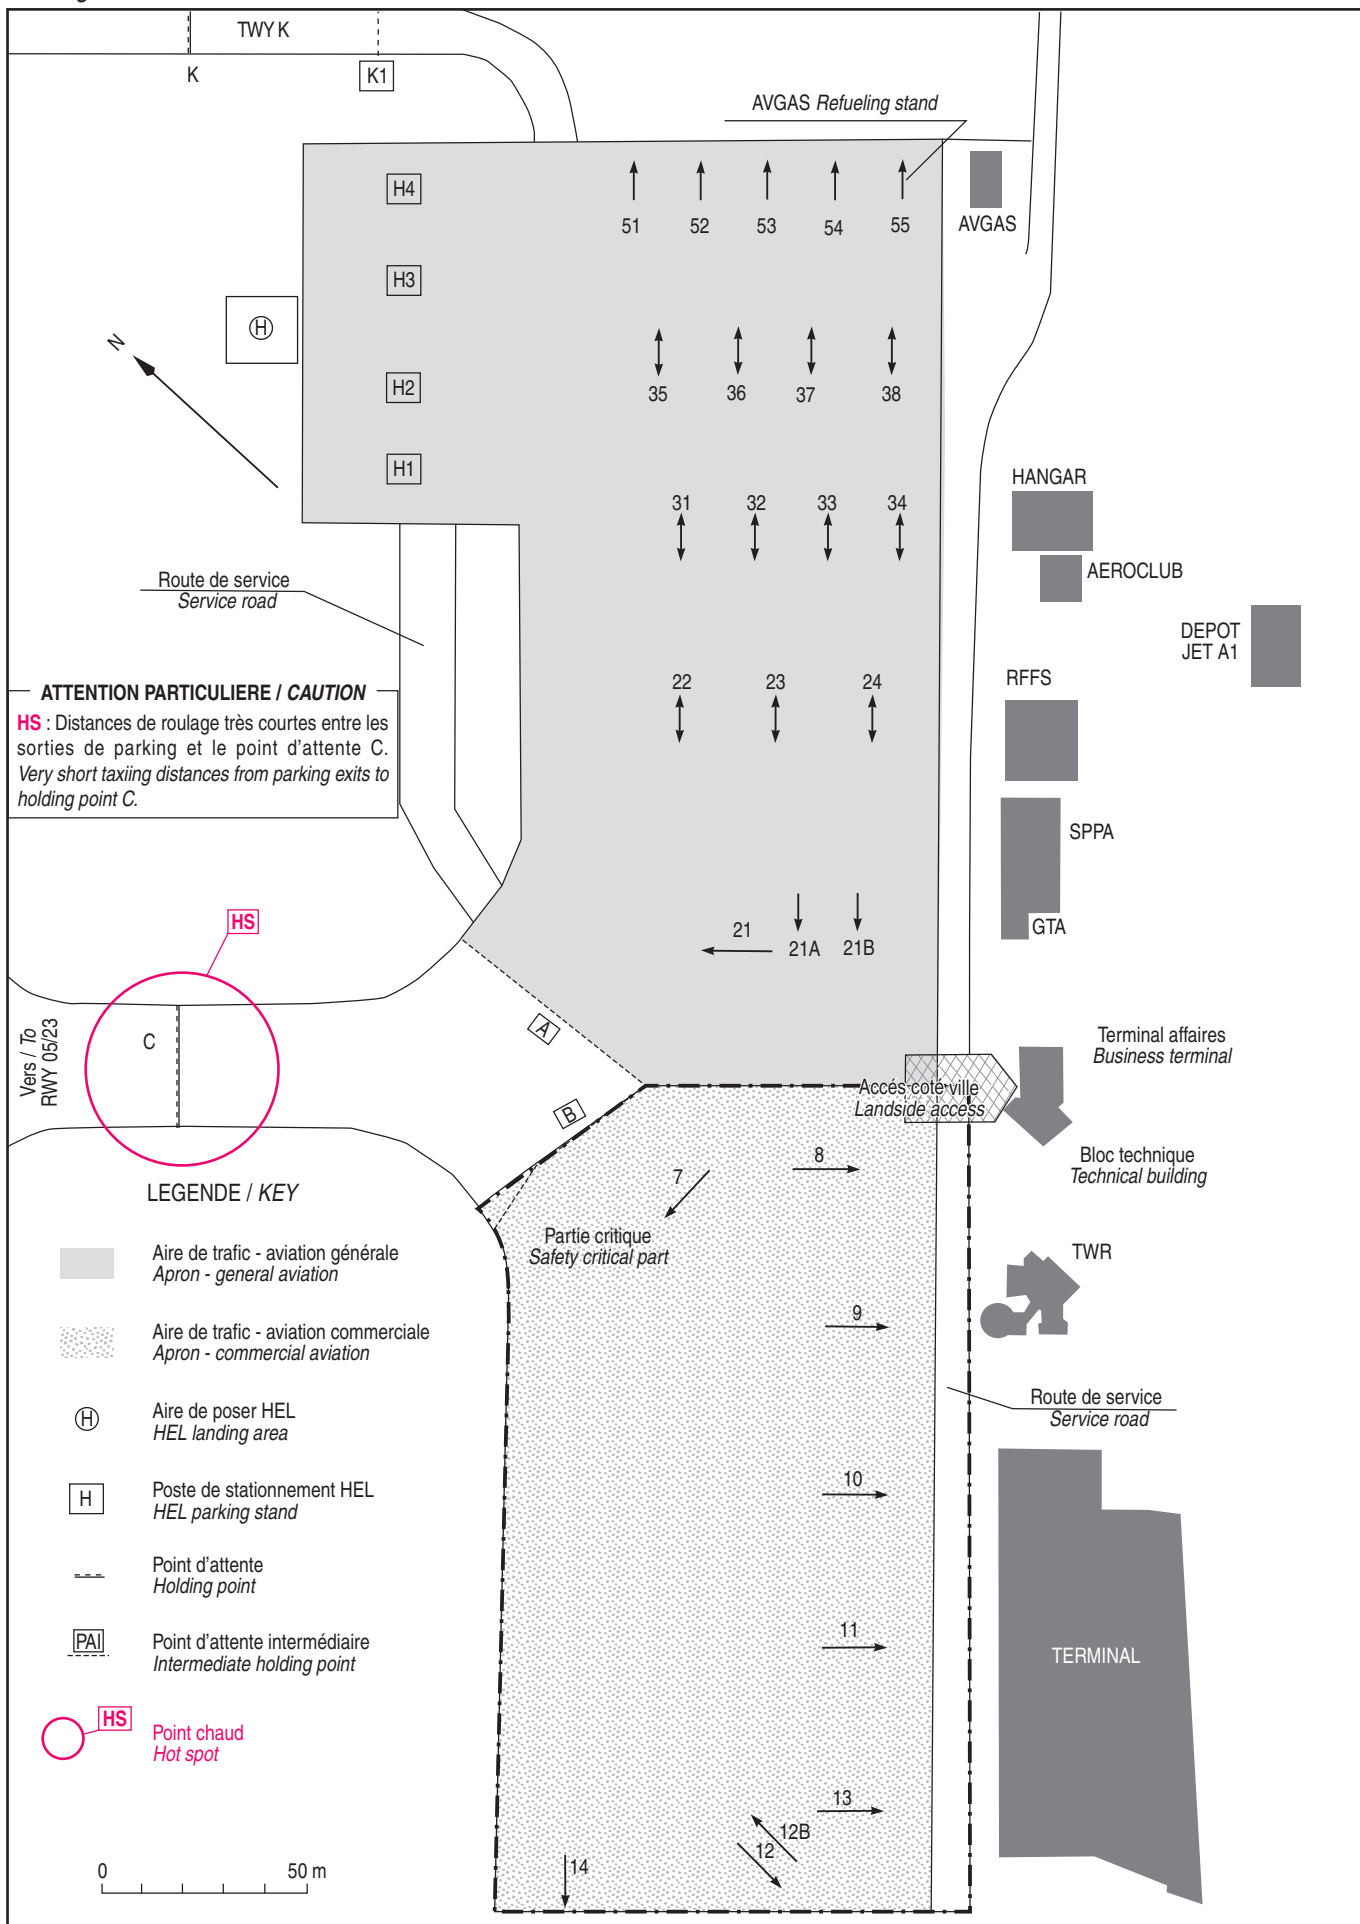 TWY K
K
K1
AVGAS Refueling stand
H4
51
52
53
54
55
AVGAS
H3
H
N
35
36
37
38
H2
H1
HANGAR
31
32
33
34
AEROCLUB
Route de service
Service road
DEPOT
JET A1
RFFS
22
23
24
ATTENTION PARTICULIERE / CAUTION
HS : Distances de roulage très courtes entre les
sorties de parking et le point d'attente C.
Very short taxiing distances from parking exits to
holding point C.
SPPA
HS
21
21A
21B
GTA
A
C
Vers / To
RWY 05/23
Terminal affaires
Business terminal
Accés coté ville
Landside access
B
Bloc technique
Technical building
7
8
Partie critique
Safety critical part
TWR
9
Route de service
Service road
10
11
TERMINAL
13
12B
12
14
LEGENDE / KEY
Aire de trafic - aviation générale
Apron - general aviation
Aire de trafic - aviation commerciale
Apron - commercial aviation
H
Aire de poser HEL
HEL landing area
H
Poste de stationnement HEL
HEL parking stand
Point d'attente
Holding point
PAI
Point d'attente intermédiaire
Intermediate holding point
HS
Point chaud
Hot spot
0
50 m